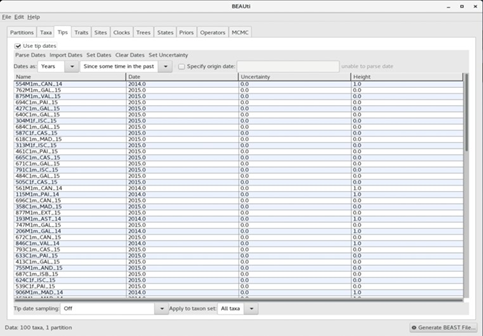 BEAUti
File Edit Help
Partitions Taxa Tips Traits Sites Clocks Trees States Priors Operators MCMC
Use tip dates
Parse Dates Import Dates Set Dates Clear Dates Set Uncertainty
Dates as: Years Since some time in the past Specify origin date: unable to parse date
Name Date Uncertainty Height
554M1m_CAN_14 2014.0 0.0 1.0
762M1m_GAL_15 2015.0 0.0 0.0
875M1m_VAL_15 2015.0 0.0 0.0
694C1m_PAI_15 2015.0 0.0 0.0
427C1m_GAL_15 2015.0 0.0 0.0
640C1m_GAL_15 2015.0 0.0 0.0
304M1f_ISC_15 2015.0 0.0 0.0
684C1m_GAL_15 2015.0 0.0 0.0
587C1f_CAS_15 2015.0 0.0 0.0
618C1m_MAD_15 2015.0 0.0 0.0
313M1f_ISC_15 2015.0 0.0 0.0
461C1m_PAI_15 2015.0 0.0 0.0
665C1m_CAS_15 2015.0 0.0 0.0
671C1m_GAL_15 2015.0 0.0 0.0
791C1m_ISC_15 2015.0 0.0 0.0
484C1m_GAL_15 2015.0 0.0 0.0
505C1f_CAS_15 2015.0 0.0 0.0
561M1m_CAN_14 2014.0 0.0 1.0
115M1m_PAI_14 2014.0 0.0 1.0
696C1m_CAN_15 2015.0 0.0 0.0
358C1m_MAD_15 2015.0 0.0 0.0
877M1m_EXT_15 2015.0 0.0 0.0
193M1m_AST_14 2014.0 0.0 1.0
747M1m_GAL_15 2015.0 0.0 0.0
206M1m_GAL_14 2014.0 0.0 1.0
672C1m_CAN_15 2015.0 0.0 0.0
846C1m_VAL_14 2014.0 0.0 1.0
793C1m_CAS_15 2015.0 0.0 0.0
633C1m_PAI_15 2015.0 0.0 0.0
413C1m_GAL_15 2015.0 0.0 0.0
755M1m_AND_15 2015.0 0.0 0.0
687C1m_ISB_15 2015.0 0.0 0.0
624C1f_ISC_15 2015.0 0.0 0.0
539C1f_PAI_15 2015.0 0.0 0.0
906M1m_MAD_14 2014.0 0.0 1.0
Tip date sampling: Off Apply to taxon set: All taxa
Data: 100 taxa, 1 partition Generate BEAST File...